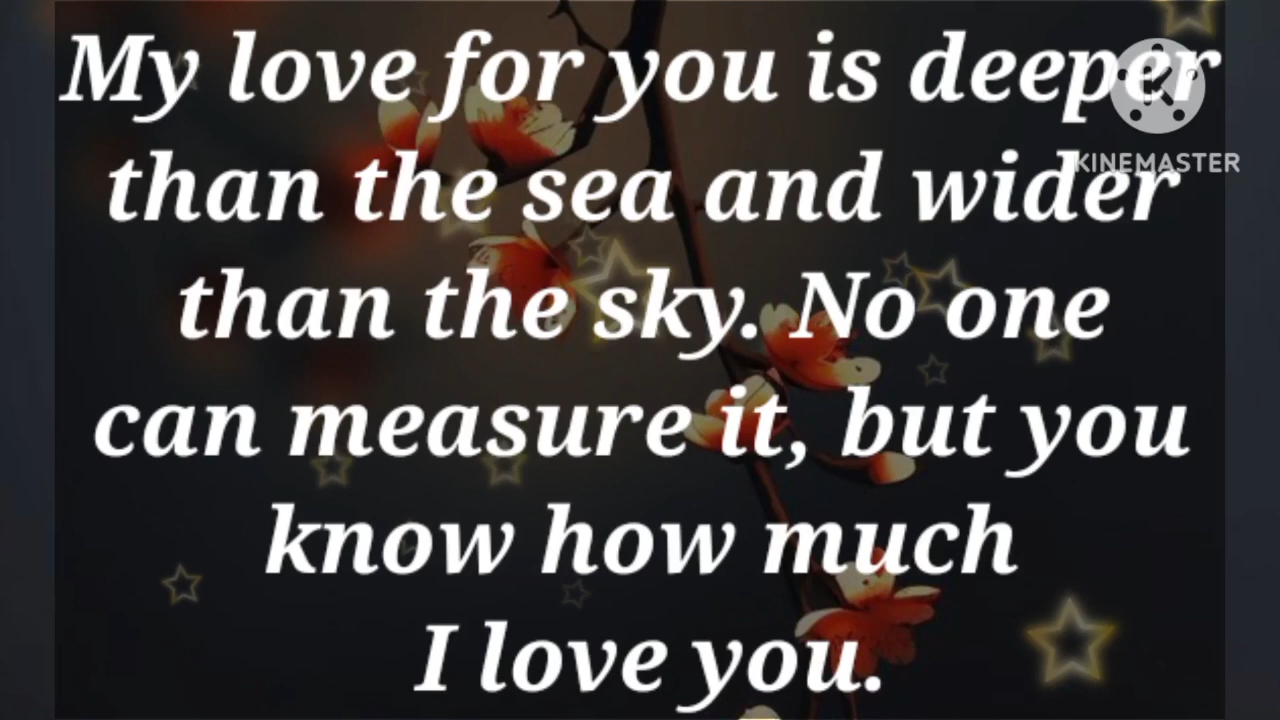 My love for you is deeper
than the sea and wider
than the sky. No one
can measure it, but you
know how much
I love you.
KINEMASTER